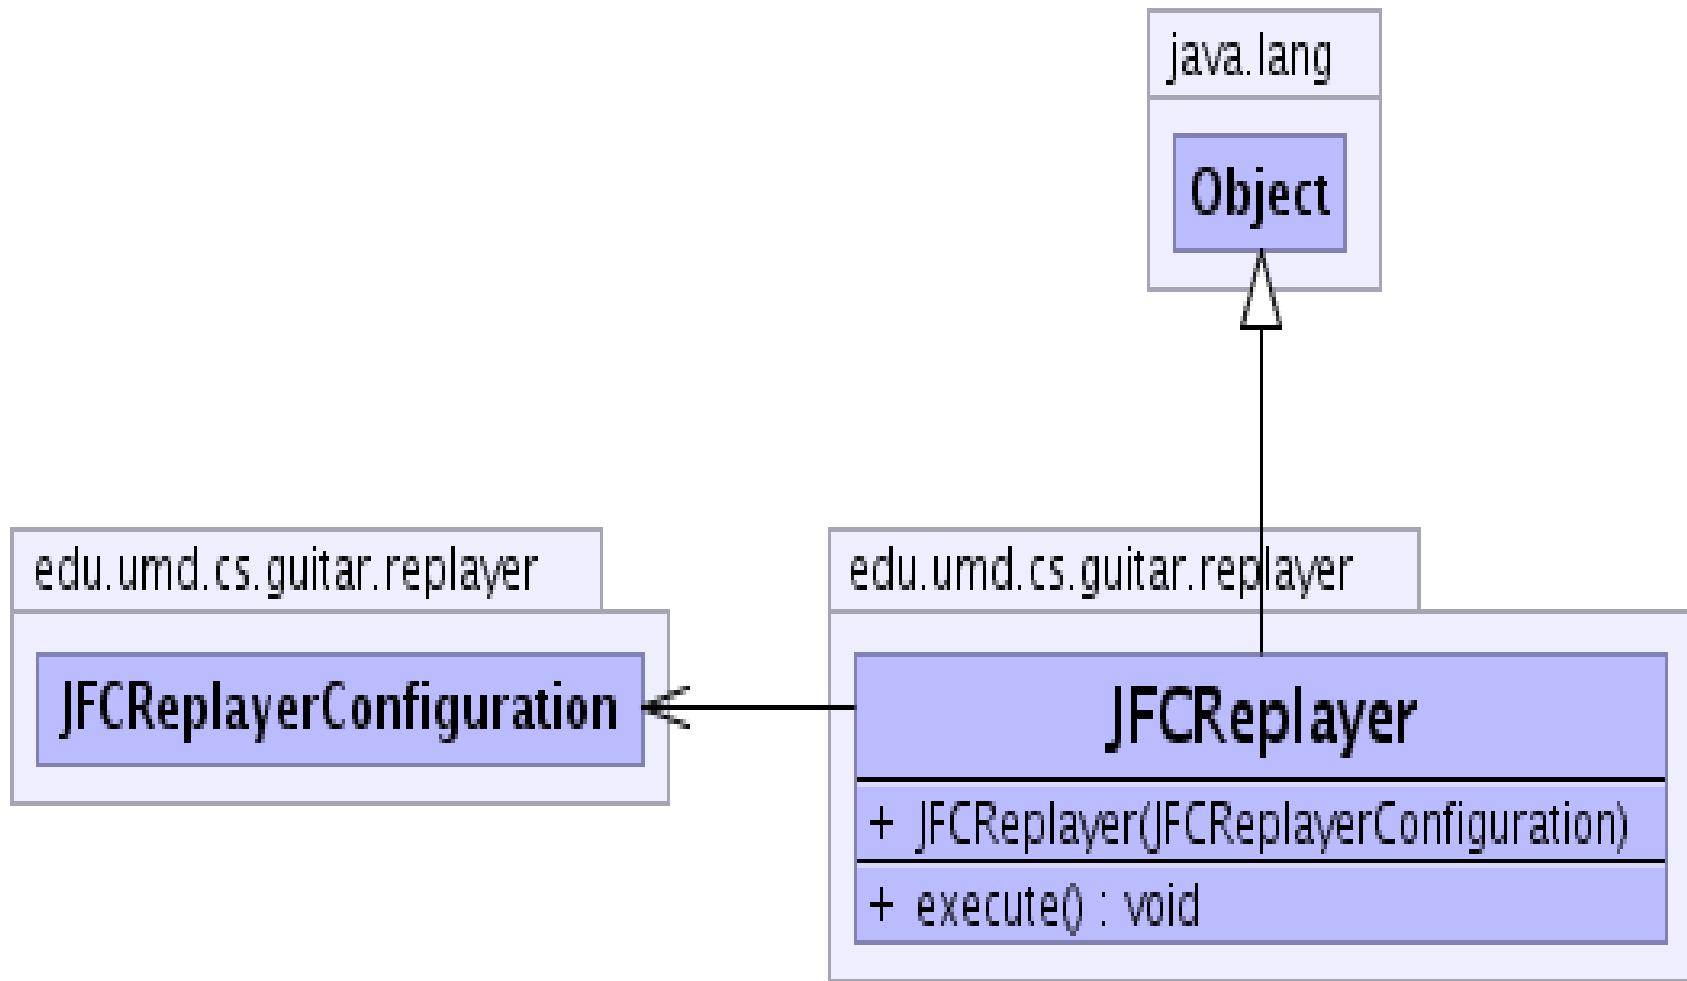 java.lang
Object
edu.umd.cs.guitar.replayer
JFCReplayerConfiguration
edu.umd.cs.guitar.replayer
JFCReplayer
+ JFCReplayer(JFCReplayerConfiguration)
+ execute() : void